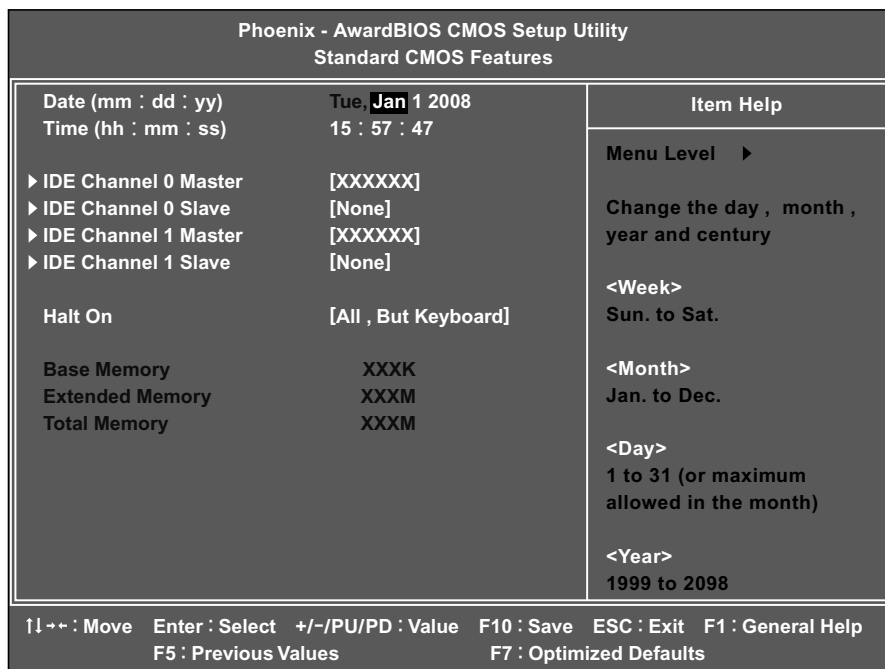 Phoenix - AwardBIOS CMOS Setup Utility
Standard CMOS Features
Date (mm : dd : yy) Tue, Jan 1 2008
Time (hh : mm : ss) 15 : 57 : 47
IDE Channel 0 Master [XXXXXX]
IDE Channel 0 Slave [None]
IDE Channel 1 Master [XXXXXX]
IDE Channel 1 Slave [None]
Halt On [All , But Keyboard]
Base Memory XXXK
Extended Memory XXXM
Total Memory XXXM
Item Help
Menu Level
Change the day , month ,
year and century
<Week>
Sun. to Sat.
<Month>
Jan. to Dec.
<Day>
1 to 31 (or maximum
allowed in the month)
<Year>
1999 to 2098
↑↓→← : Move Enter : Select +/-/PU/PD : Value F10 : Save ESC : Exit F1 : General Help
F5 : Previous Values F7 : Optimized Defaults